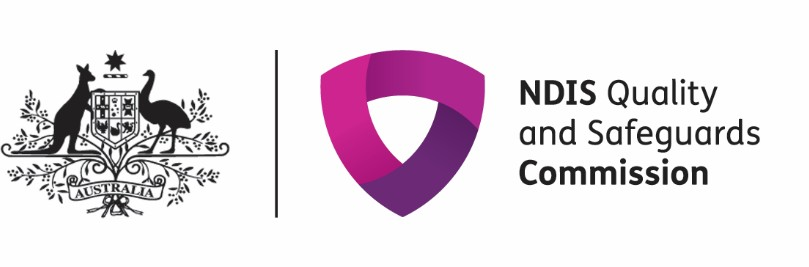 AUSTRALIA
NDIS Quality
and Safeguards
Commission